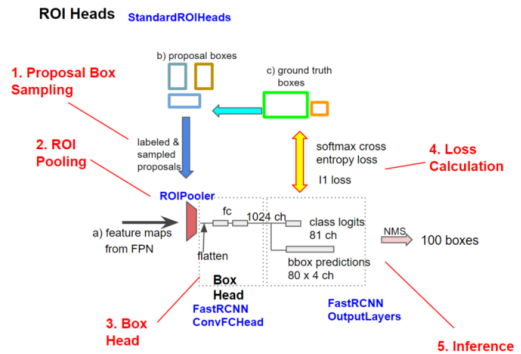 ROI Heads
StandardROIHeads
b) proposal boxes
c) ground truth
boxes
1. Proposal Box
Sampling
2. ROI
Pooling
labeled &
sampled
proposals
softmax cross
entropy loss
l1 loss
4. Loss
Calculation
ROIPooler
fc
1024 ch
class logits
81 ch
NMS
100 boxes
a) feature maps
from FPN
flatten
bbox predictions
80 x 4 ch
Box
Head
FastRCNN
ConvFCHead
FastRCNN
OutputLayers
3. Box
Head
5. Inference